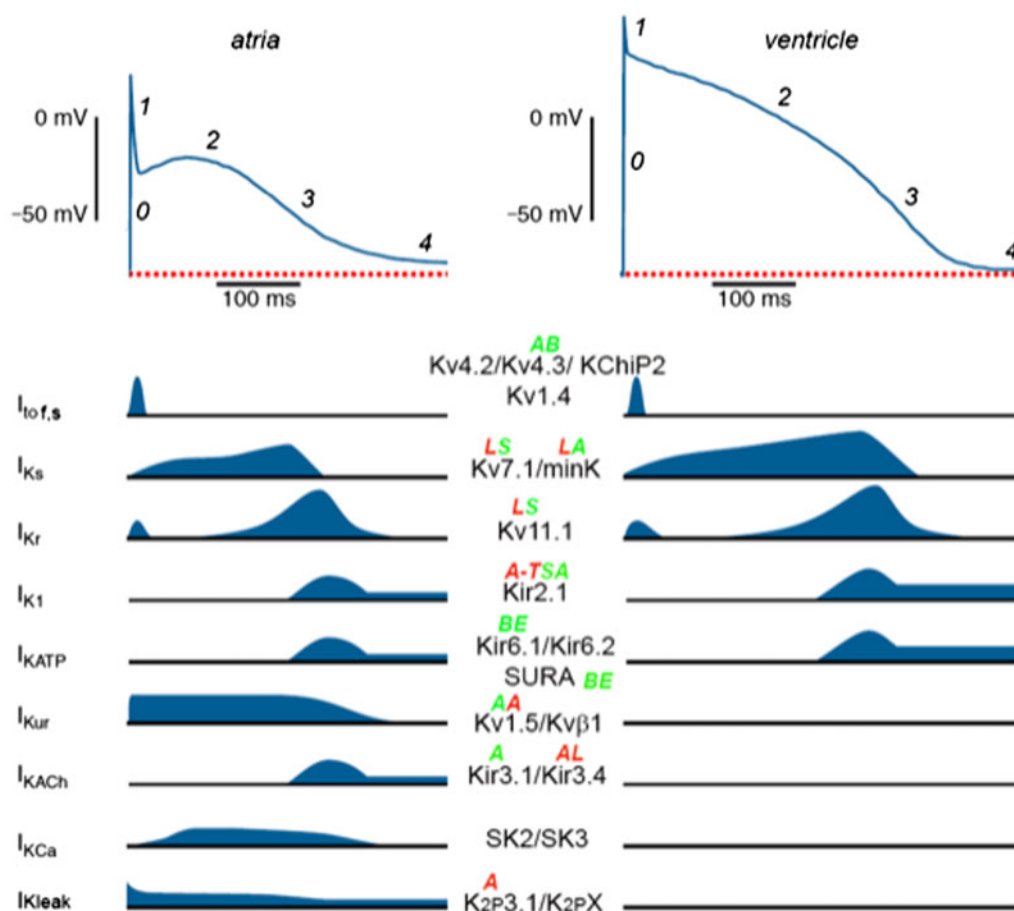 atria
ventricle
1
0 mV
2
3
0
−50 mV
4
100 ms
1
0 mV
2
0
3
−50 mV
4
100 ms
AB
Kv4.2/Kv4.3/ KChiP2
Ito f,s
Kv1.4
LS LA
IKs
Kv7.1/minK
LS
IKr
Kv11.1
A-TSA
IK1
Kir2.1
BE
IKATP
Kir6.1/Kir6.2
SURA BE
AA
IKur
Kv1.5/Kvβ1
A AL
IKACh
Kir3.1/Kir3.4
IKCa
SK2/SK3
A
IKleak
K2P3.1/K2PX